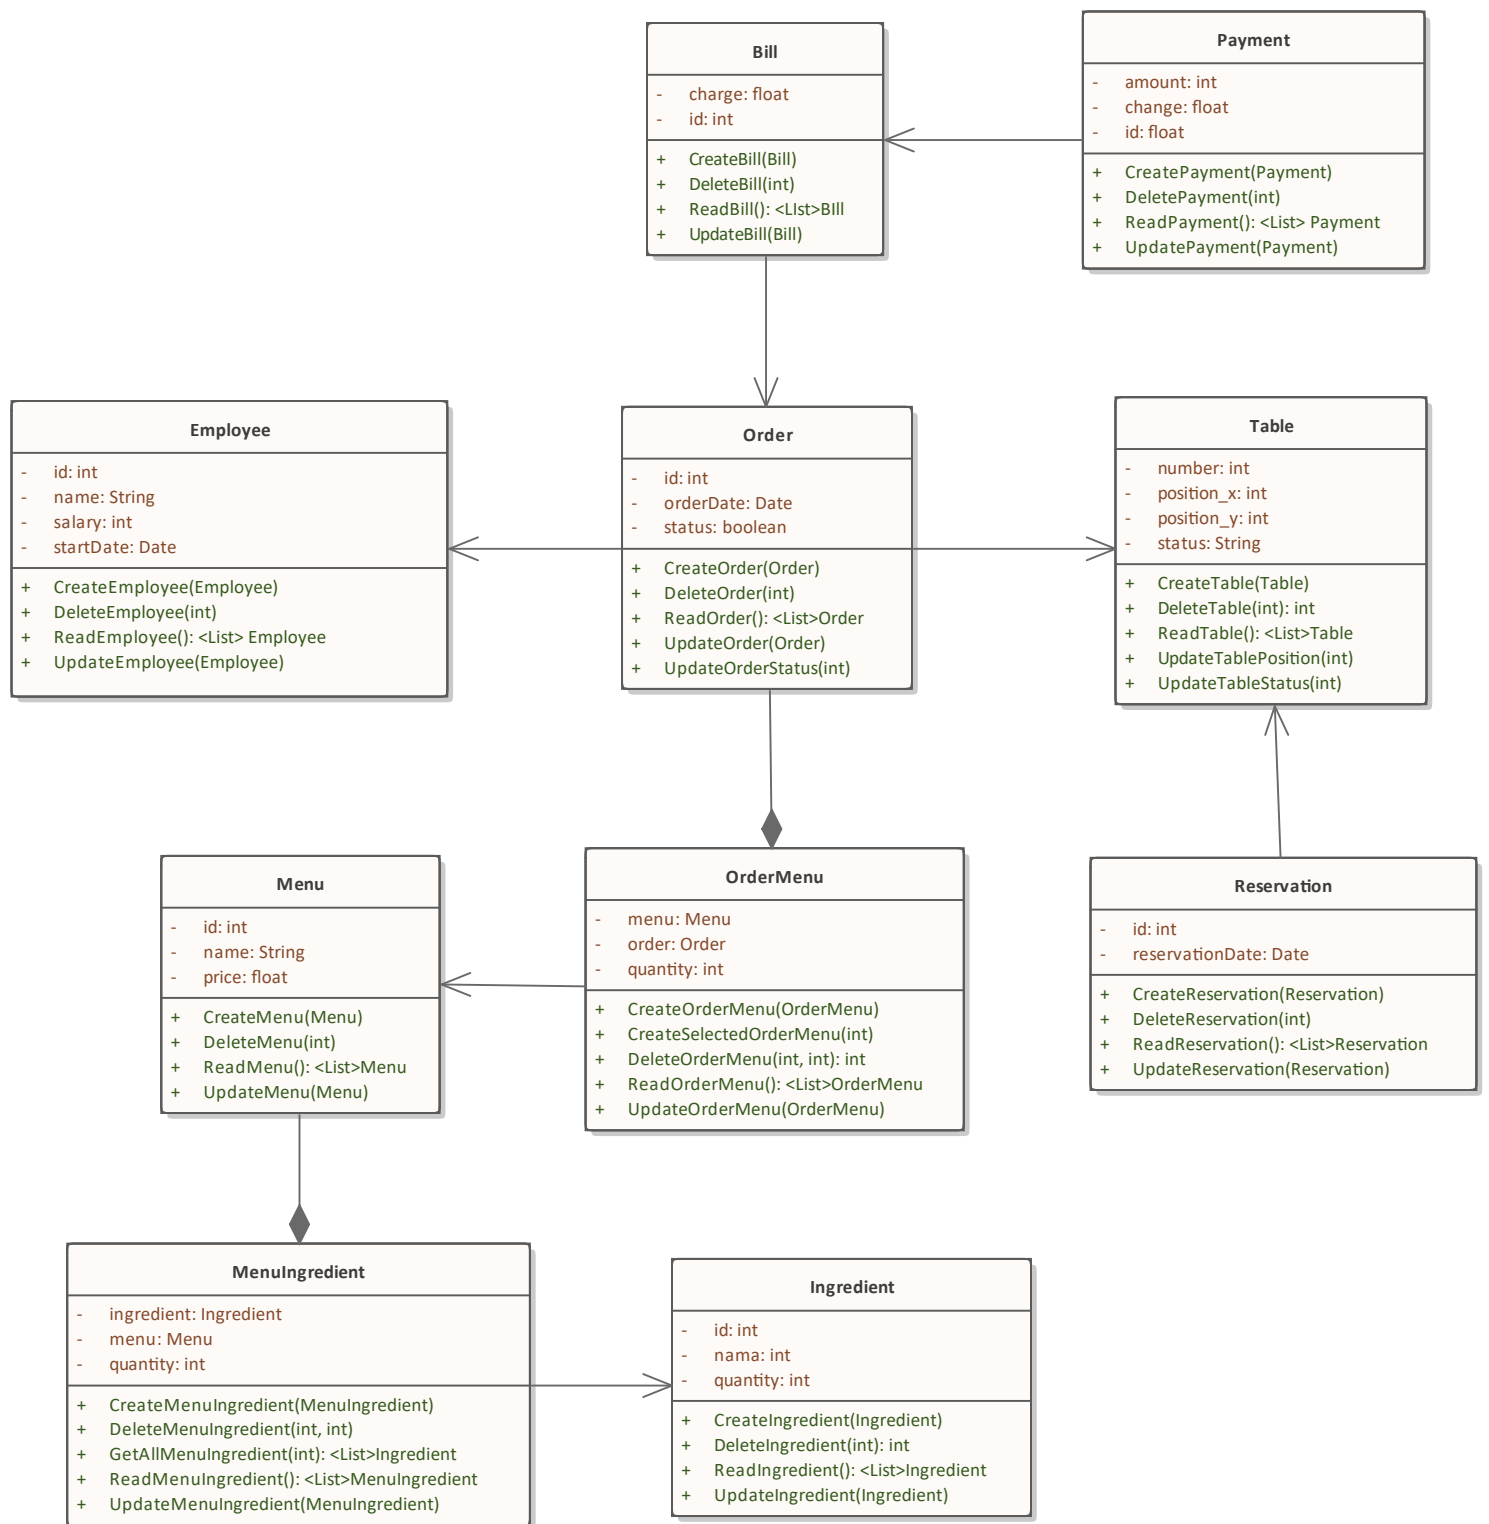 Bill
- charge: float
- id: int
+ CreateBill(Bill)
+ DeleteBill(int)
+ ReadBill(): <LIst>BIll
+ UpdateBill(Bill)
Payment
- amount: int
- change: float
- id: float
+ CreatePayment(Payment)
+ DeletePayment(int)
+ ReadPayment(): <List> Payment
+ UpdatePayment(Payment)
Employee
- id: int
- name: String
- salary: int
- startDate: Date
+ CreateEmployee(Employee)
+ DeleteEmployee(int)
+ ReadEmployee(): <List> Employee
+ UpdateEmployee(Employee)
Order
- id: int
- orderDate: Date
- status: boolean
+ CreateOrder(Order)
+ DeleteOrder(int)
+ ReadOrder(): <List>Order
+ UpdateOrder(Order)
+ UpdateOrderStatus(int)
Table
- number: int
- position_x: int
- position_y: int
- status: String
+ CreateTable(Table)
+ DeleteTable(int): int
+ ReadTable(): <List>Table
+ UpdateTablePosition(int)
+ UpdateTableStatus(int)
Menu
- id: int
- name: String
- price: float
+ CreateMenu(Menu)
+ DeleteMenu(int)
+ ReadMenu(): <List>Menu
+ UpdateMenu(Menu)
OrderMenu
- menu: Menu
- order: Order
- quantity: int
+ CreateOrderMenu(OrderMenu)
+ CreateSelectedOrderMenu(int)
+ DeleteOrderMenu(int, int): int
+ ReadOrderMenu(): <List>OrderMenu
+ UpdateOrderMenu(OrderMenu)
Reservation
- id: int
- reservationDate: Date
+ CreateReservation(Reservation)
+ DeleteReservation(int)
+ ReadReservation(): <List>Reservation
+ UpdateReservation(Reservation)
MenuIngredient
- ingredient: Ingredient
- menu: Menu
- quantity: int
+ CreateMenuIngredient(MenuIngredient)
+ DeleteMenuIngredient(int, int)
+ GetAllMenuIngredient(int): <List>Ingredient
+ ReadMenuIngredient(): <List>MenuIngredient
+ UpdateMenuIngredient(MenuIngredient)
Ingredient
- id: int
- nama: int
- quantity: int
+ CreateIngredient(Ingredient)
+ DeleteIngredient(int): int
+ ReadIngredient(): <List>Ingredient
+ UpdateIngredient(Ingredient)